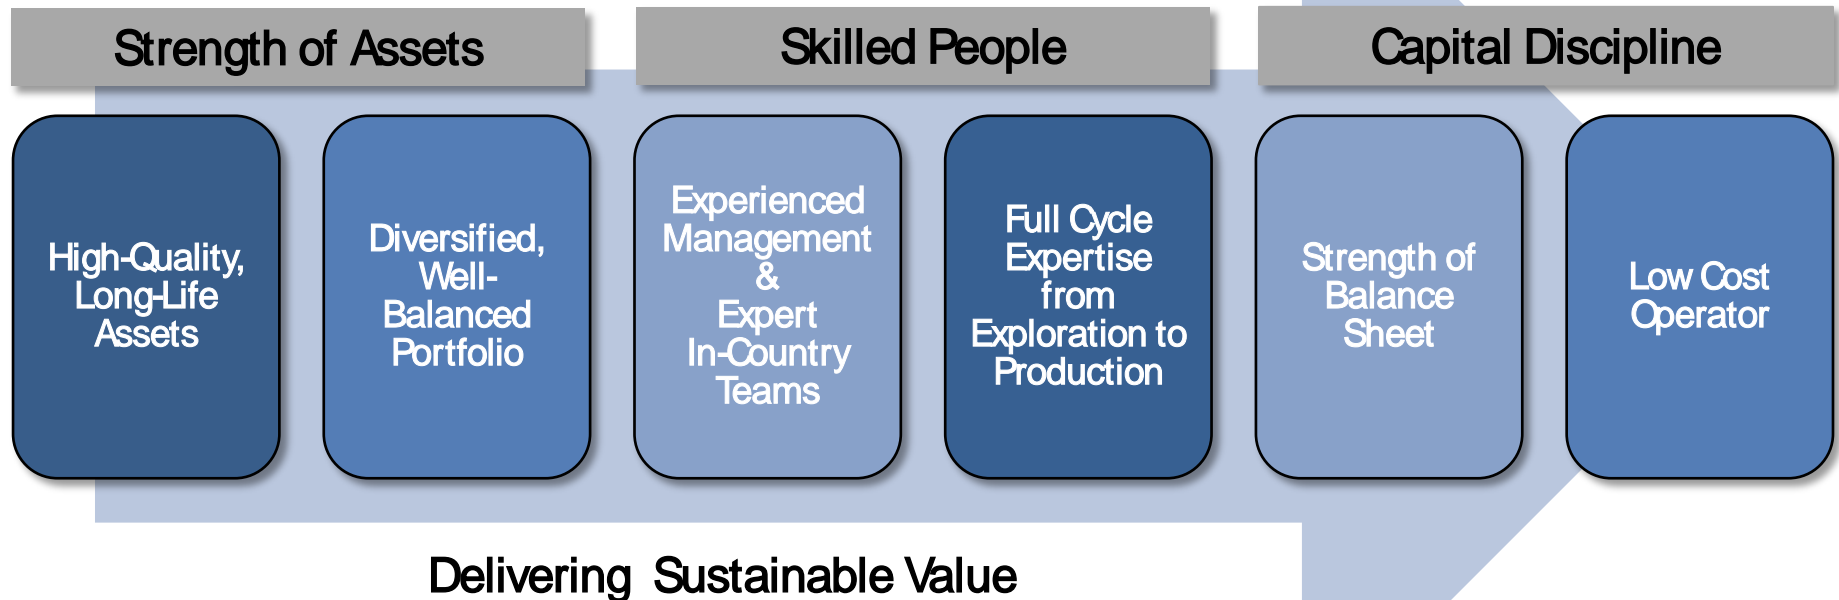 Strength of Assets
Skilled People
Capital Discipline
High-Quality,
Long-Life
Assets
Diversified,
Well-
Balanced
Portfolio
Experienced
Management
&
Expert
In-Country
Teams
Full Cycle
Expertise
from
Exploration to
Production
Strength of
Balance
Sheet
Low Cost
Operator
Delivering Sustainable Value